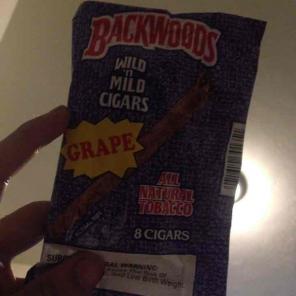 BACKWOODS
WILD
'n'
MILD
CIGARS
GRAPE
ALL
NATURAL
TOBACCO
8 CIGARS
WARNING:
Low Birth Weight